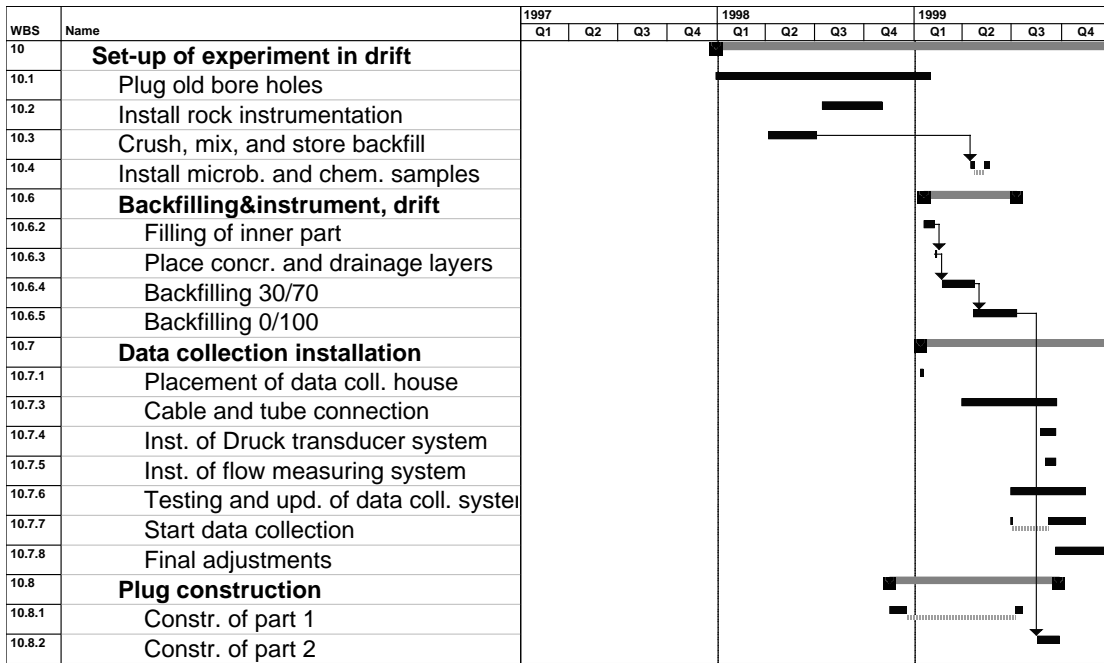 1997 1998 1999
WBS Name Q1 Q2 Q3 Q4 Q1 Q2 Q3 Q4 Q1 Q2 Q3 Q4
10 Set-up of experiment in drift
10.1 Plug old bore holes
10.2 Install rock instrumentation
10.3 Crush, mix, and store backfill
10.4 Install microb. and chem. samples
10.6 Backfilling&instrument, drift
10.6.2 Filling of inner part
10.6.3 Place concr. and drainage layers
10.6.4 Backfilling 30/70
10.6.5 Backfilling 0/100
10.7 Data collection installation
10.7.1 Placement of data coll. house
10.7.3 Cable and tube connection
10.7.4 Inst. of Druck transducer system
10.7.5 Inst. of flow measuring system
10.7.6 Testing and upd. of data coll. system
10.7.7 Start data collection
10.7.8 Final adjustments
10.8 Plug construction
10.8.1 Constr. of part 1
10.8.2 Constr. of part 2